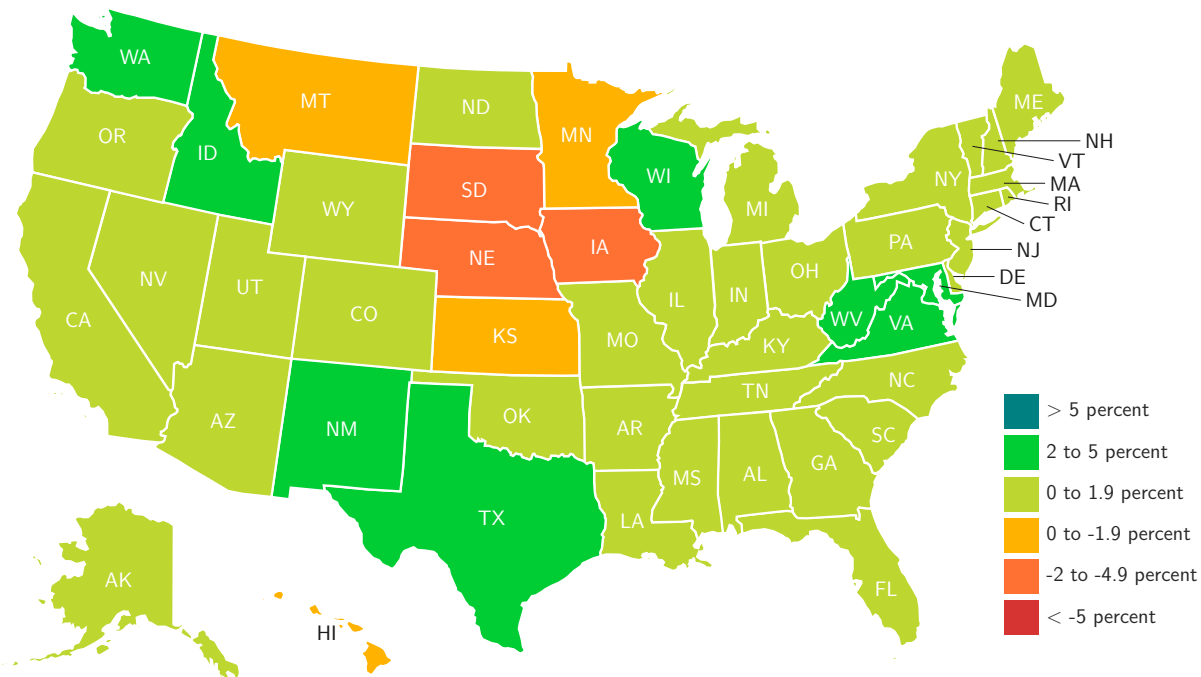 WA
MT
ND
MN
ME
OR
ID
WI
NH
VT
SD
NY
MA
WY
MI
RI
CT
PA
NJ
NE
IA
OH
DE
NV
UT
IL
IN
MD
CA
CO
WV
VA
KS
MO
KY
NC
TN
AZ
NM
OK
AR
SC
> 5 percent
MS
AL
GA
2 to 5 percent
TX
LA
0 to 1.9 percent
0 to -1.9 percent
AK
FL
-2 to -4.9 percent
HI
< -5 percent